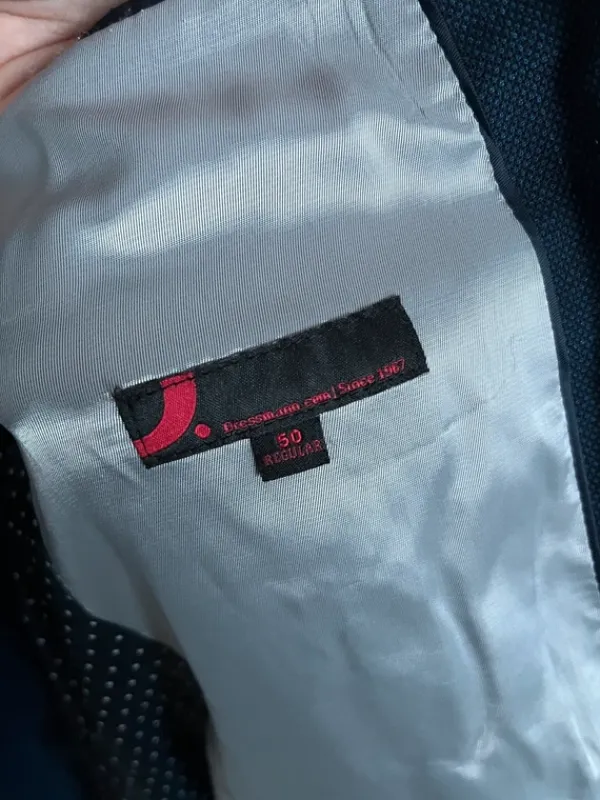 Dressmann.com | Since 1967
50
REGULAR